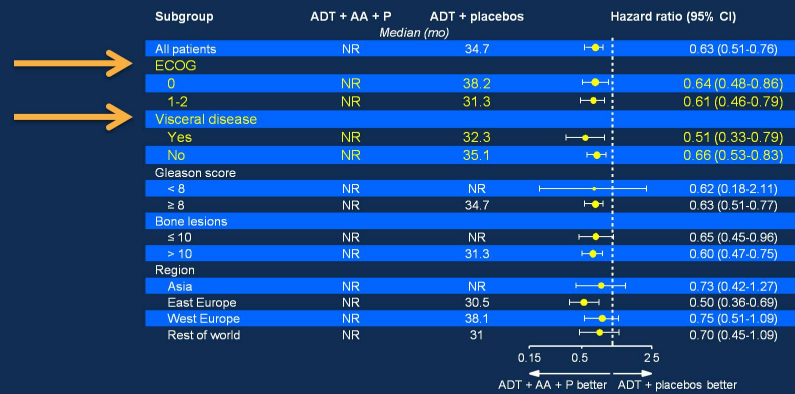 Subgroup ADT + AA + P ADT + placebos Hazard ratio (95% CI)
Median (mo)
All patients NR 34.7 0.63 (0.51-0.76)
ECOG
0 NR 38.2 0.64 (0.48-0.86)
1-2 NR 31.3 0.61 (0.46-0.79)
Visceral disease
Yes NR 32.3 0.51 (0.33-0.79)
No NR 35.1 0.66 (0.53-0.83)
Gleason score
< 8 NR NR 0.62 (0.18-2.11)
≥ 8 NR 34.7 0.63 (0.51-0.77)
Bone lesions
≤ 10 NR NR 0.65 (0.45-0.96)
> 10 NR 31.3 0.60 (0.47-0.75)
Region
Asia NR NR 0.73 (0.42-1.27)
East Europe NR 30.5 0.50 (0.36-0.69)
West Europe NR 38.1 0.75 (0.51-1.09)
Rest of world NR 31 0.70 (0.45-1.09)
0.15 0.5 2 5
ADT + AA + P better ADT + placebos better